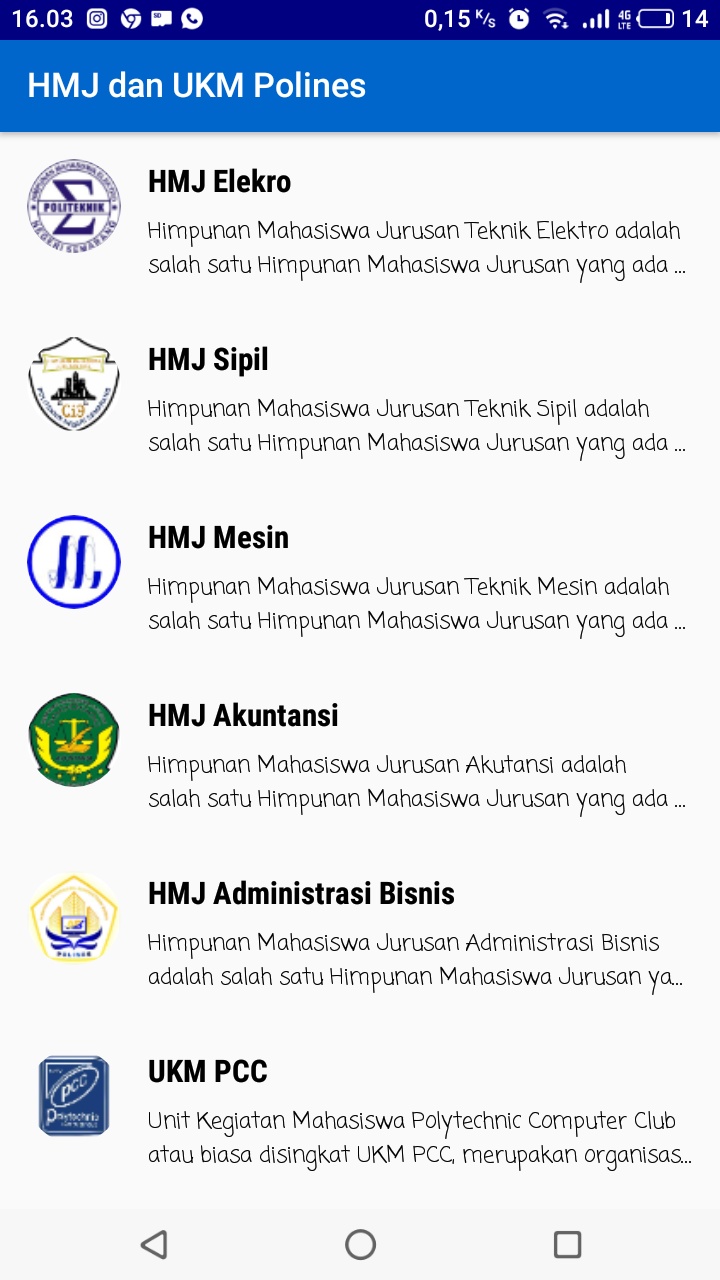 16.03 0,15 K/s 4G LTE 14
HMJ dan UKM Polines
HMJ Elekro
Himpunan Mahasiswa Jurusan Teknik Elektro adalah
salah satu Himpunan Mahasiswa Jurusan yang ada ...
POLITEKNIK
NEGERI SEMARANG
HMJ Sipil
Himpunan Mahasiswa Jurusan Teknik Sipil adalah
salah satu Himpunan Mahasiswa Jurusan yang ada ...
POLITEKNIK NEGERI SEMARANG
HMJ Mesin
Himpunan Mahasiswa Jurusan Teknik Mesin adalah
salah satu Himpunan Mahasiswa Jurusan yang ada ...
HMJ Akuntansi
Himpunan Mahasiswa Jurusan Akutansi adalah
salah satu Himpunan Mahasiswa Jurusan yang ada ...
HMJ Administrasi Bisnis
Himpunan Mahasiswa Jurusan Administrasi Bisnis
adalah salah satu Himpunan Mahasiswa Jurusan ya...
POLINES
UKM PCC
Unit Kegiatan Mahasiswa Polytechnic Computer Club
atau biasa disingkat UKM PCC, merupakan organisas...
PCC